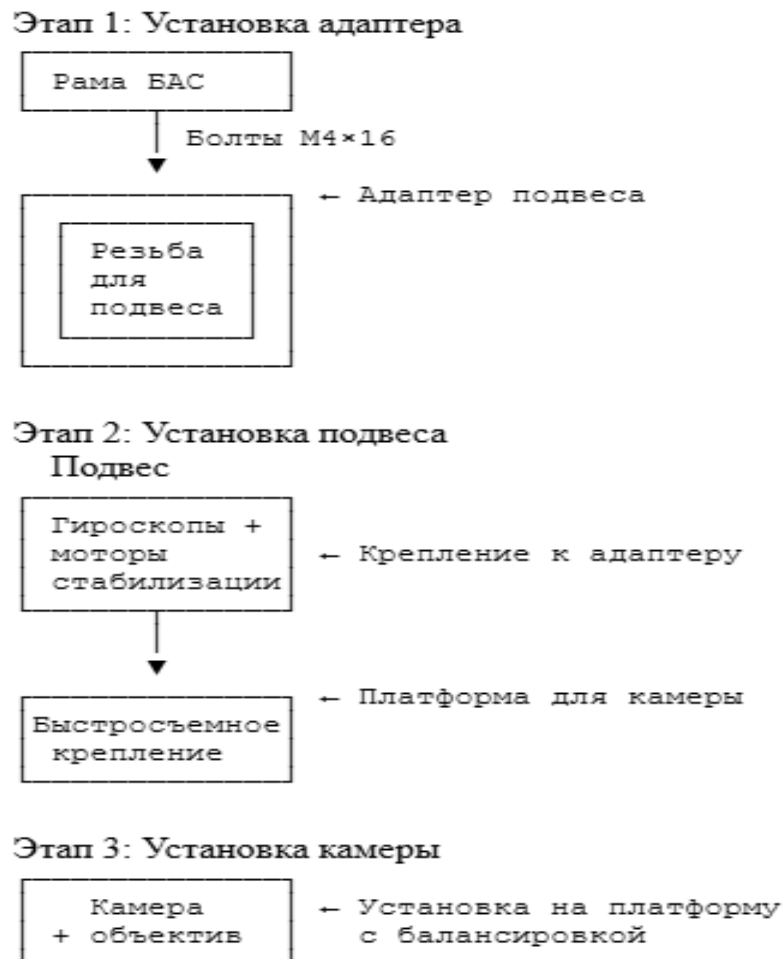 Этап 1: Установка адаптера
Рама БАС
Болты М4×16
← Адаптер подвеса
Резьба
для
подвеса
Этап 2: Установка подвеса
Подвес
Гироскопы +
моторы
стабилизации
← Крепление к адаптеру
← Платформа для камеры
Быстросъемное
крепление
Этап 3: Установка камеры
Камера
+ объектив
← Установка на платформу
с балансировкой